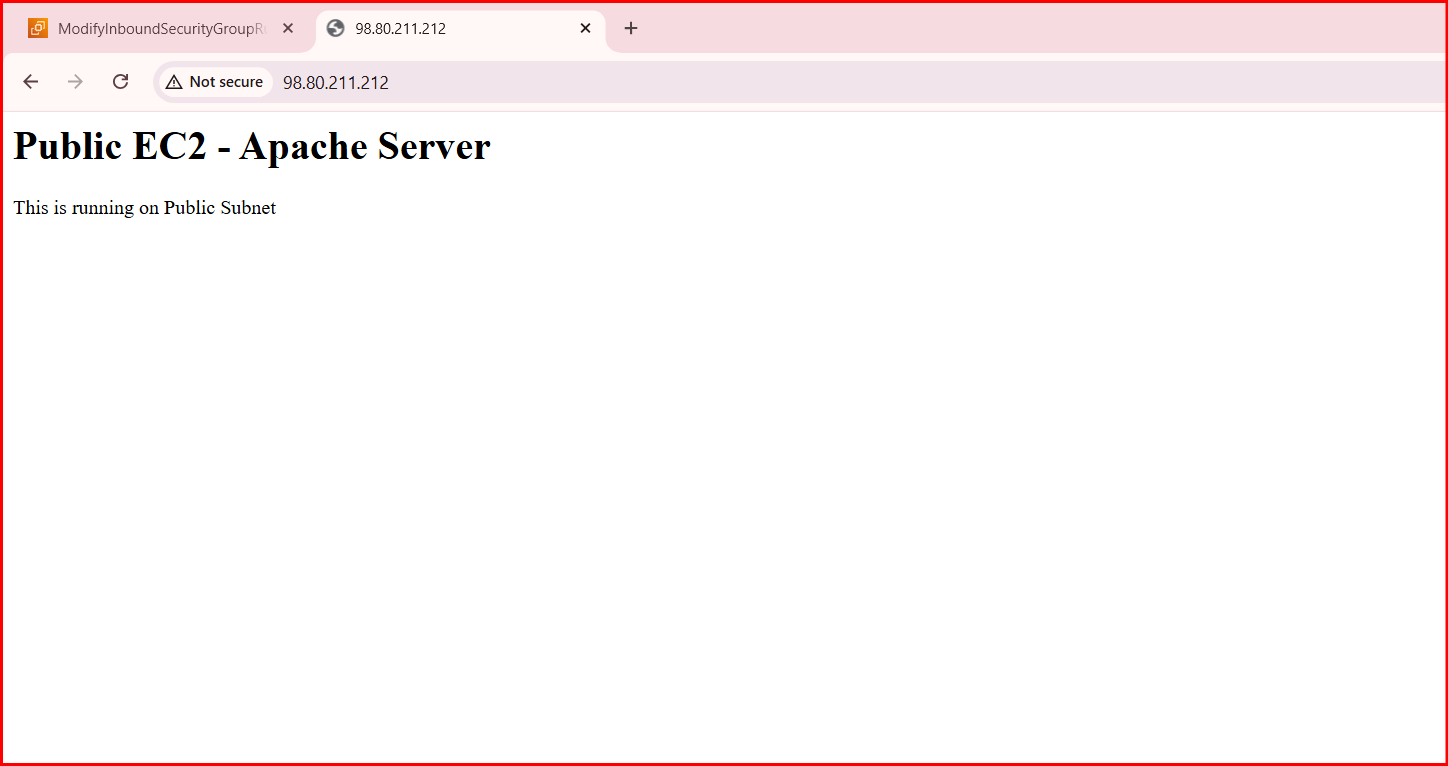 ModifyInboundSecurityGroupR
98.80.211.212
Not secure
98.80.211.212
Public EC2 - Apache Server
This is running on Public Subnet